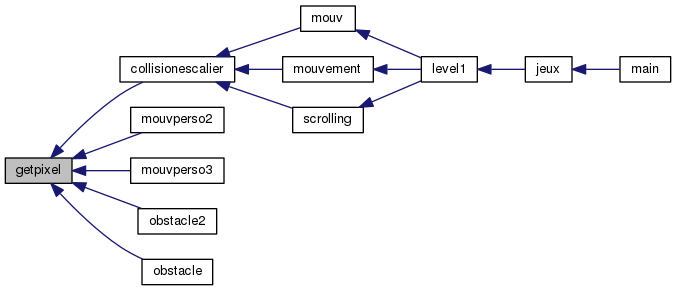 mouv
collisionescalier
mouvement
level1
jeux
main
mouvperso2
scrolling
getpixel
mouvperso3
obstacle2
obstacle